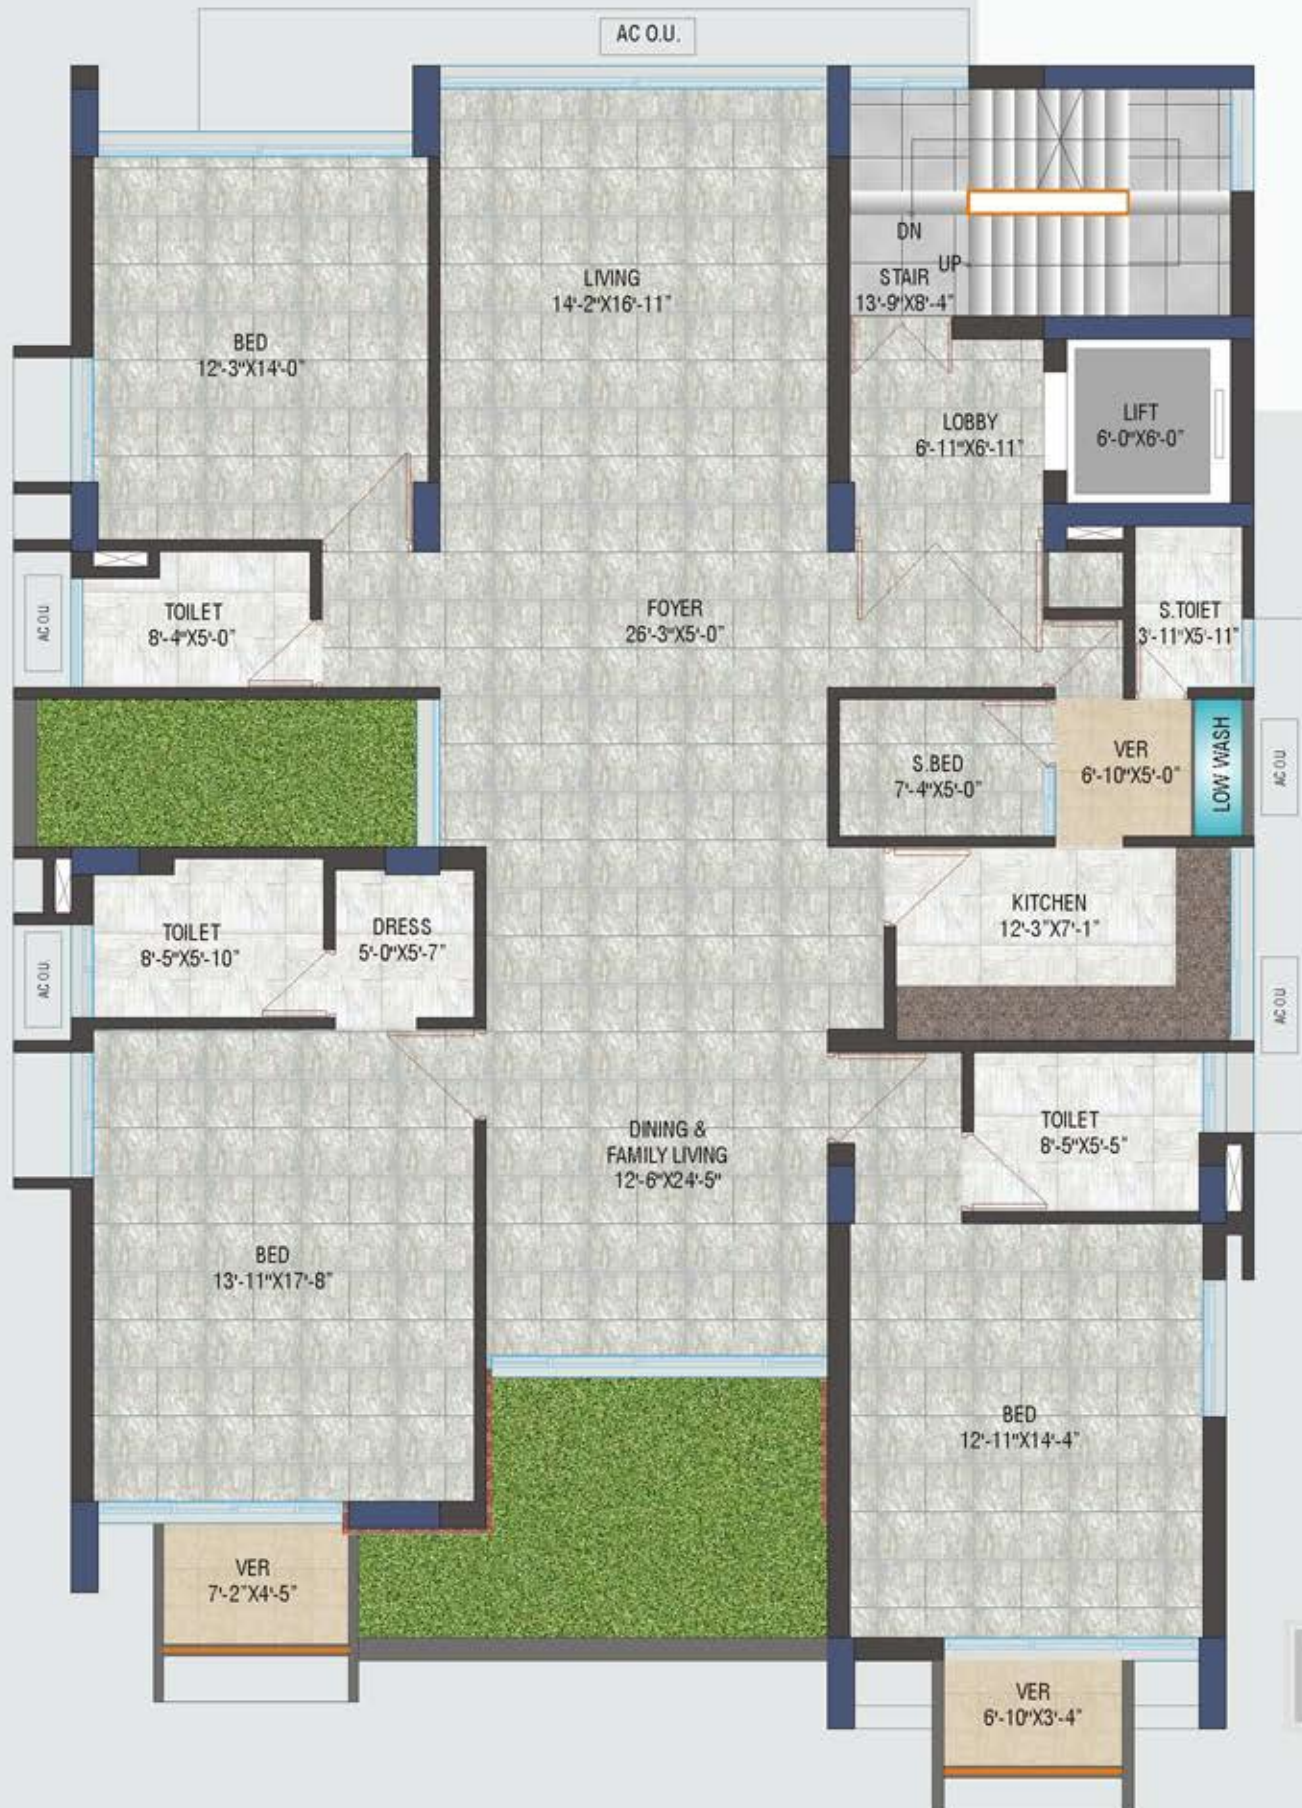 AC O.U.
DN
UP
STAIR
13'-9"X8'-4"
LIVING
14'-2"X16'-11"
BED
12'-3"X14'-0"
LOBBY
6'-11"X6'-11"
LIFT
6'-0"X6'-0"
AC O.U
TOILET
8'-4"X5'-0"
FOYER
26'-3"X5'-0"
S.TOIET
3'-11"X5'-11"
S.BED
7'-4"X5'-0"
VER
6'-10"X5'-0"
LOW WASH
AC O.U
AC O.U.
TOILET
8'-5"X5'-10"
DRESS
5'-0"X5'-7"
KITCHEN
12'-3"X7'-1"
AC O.U
DINING &
FAMILY LIVING
12'-6"X24'-5"
TOILET
8'-5"X5'-5"
BED
13'-11"X17'-8"
BED
12'-11"X14'-4"
VER
7'-2"X4'-5"
VER
6'-10"X3'-4"